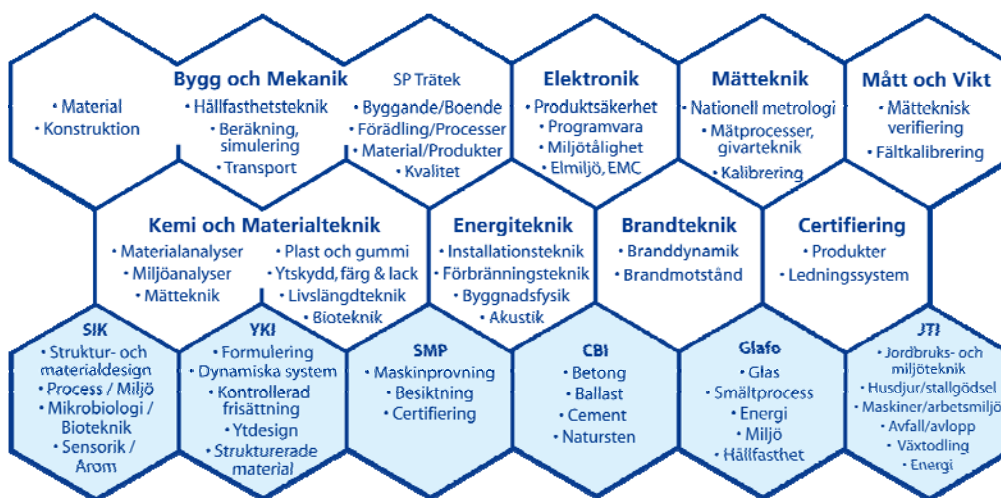 Bygg och Mekanik
• Material
• Konstruktion
• Hållfasthetsteknik
• Beräkning,
simulering
• Transport
SP Trätek
• Byggande/Boende
• Förädling/Processer
• Material/Produkter
• Kvalitet
Elektronik
• Produktsäkerhet
• Programvara
• Miljötålighet
• Elmiljö, EMC
Mätteknik
• Nationell metrologi
• Mätprocesser,
givarteknik
• Kalibrering
Mått och Vikt
• Mätteknisk
verifiering
• Fältkalibrering
Kemi och Materialteknik
• Materialanalyser
• Miljöanalyser
• Mätteknik
• Plast och gummi
• Ytskydd, färg & lack
• Livslängdteknik
• Bioteknik
Energiteknik
• Installationsteknik
• Förbränningsteknik
• Byggnadsfysik
• Akustik
Brandteknik
• Branddynamik
• Brandmotstånd
Certifiering
• Produkter
• Ledningssystem
SIK
• Struktur- och
materialdesign
• Process / Miljö
• Mikrobiologi /
Bioteknik
• Sensorik /
Arom
YKI
• Formulering
• Dynamiska system
• Kontrollerad
frisättning
• Ytdesign
• Strukturerade
material
SMP
• Maskinprovning
• Besiktning
• Certifiering
CBI
• Betong
• Ballast
• Cement
• Natursten
Glafo
• Glas
• Smältprocess
• Energi
• Miljö
• Hållfasthet
JTI
• Jordbruks- och
miljöteknik
• Husdjur/stallgödsel
• Maskiner/arbetsmiljö
• Avfall/avlopp
• Växtodling
• Energi